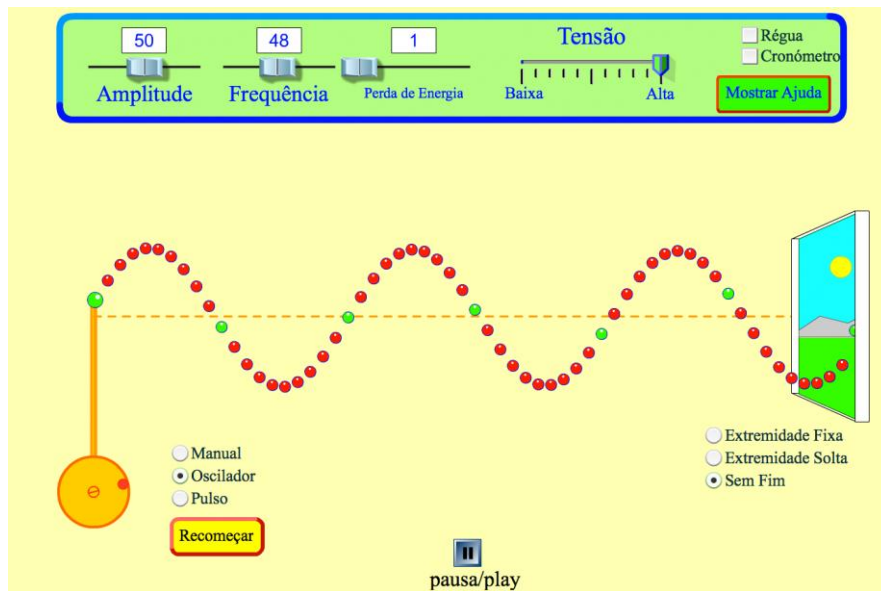 50
48
1
Tensão
Régua
Cronómetro
Amplitude
Frequência
Perda de Energia
Baixa
Alta
Mostrar Ajuda
Manual
Oscilador
Pulso
Recomeçar
Extremidade Fixa
Extremidade Solta
Sem Fim
pausa/play